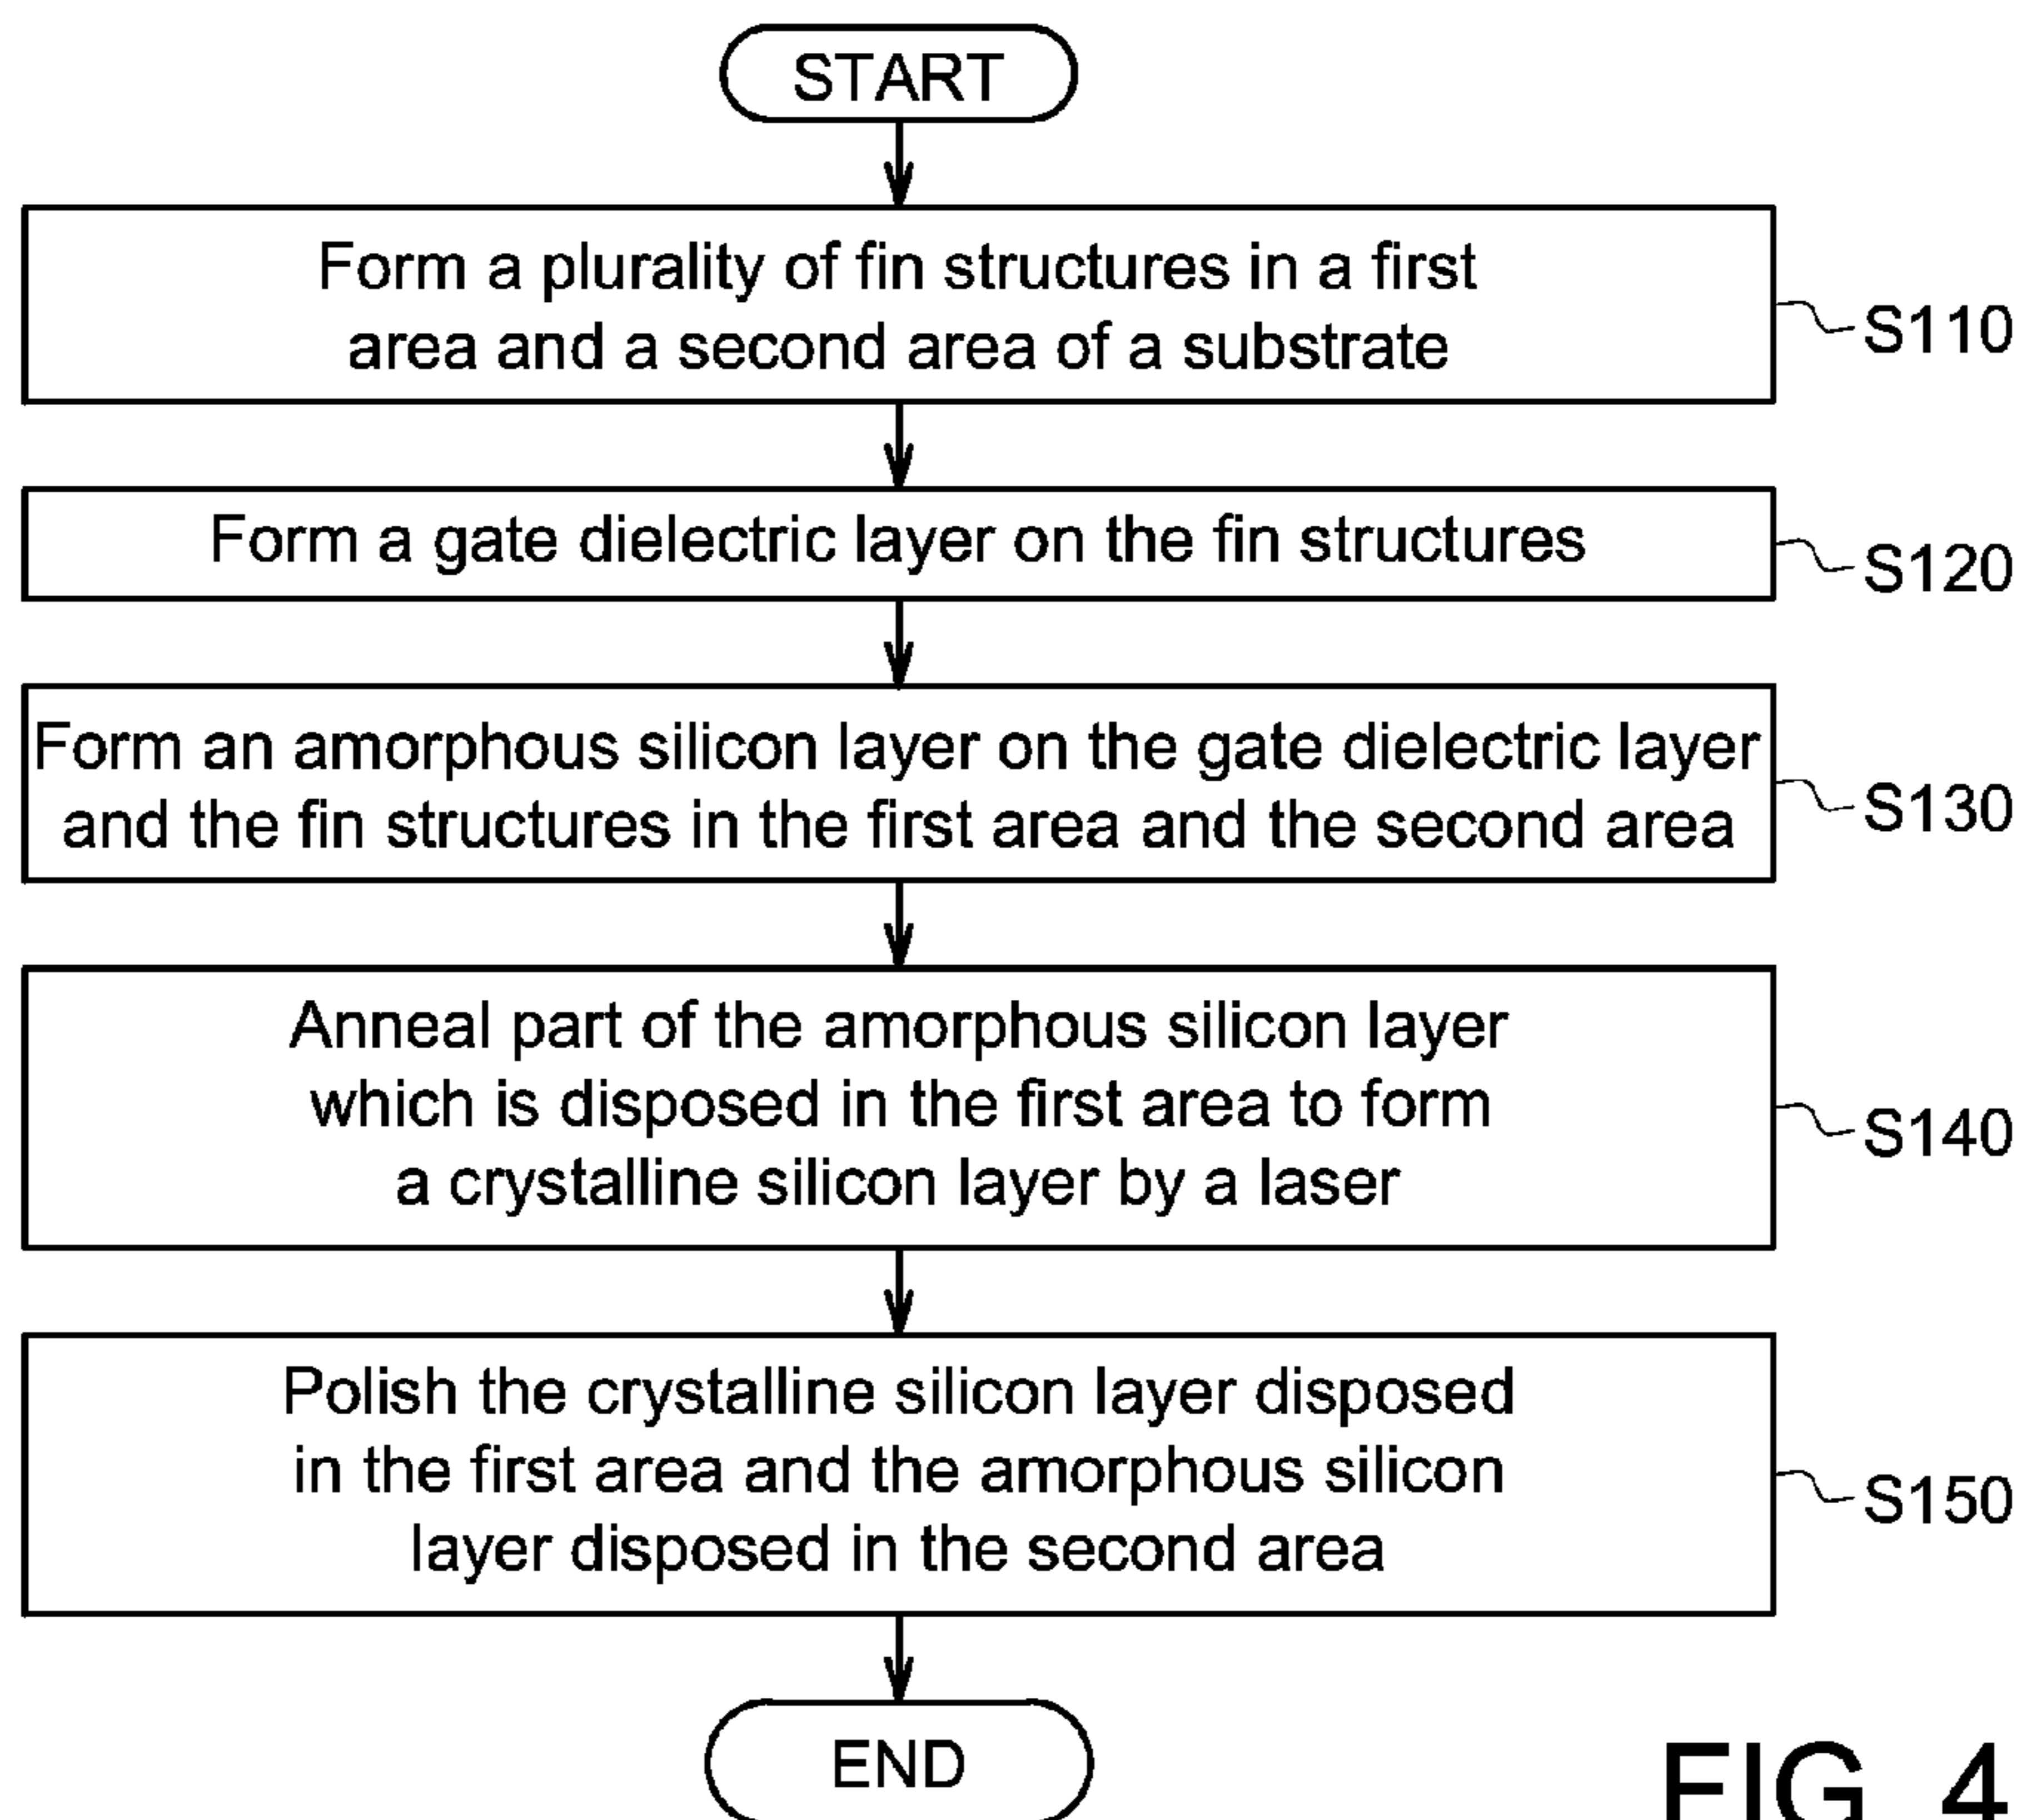 START
Form a plurality of fin structures in a first
area and a second area of a substrate
S110
Form a gate dielectric layer on the fin structures
S120
Form an amorphous silicon layer on the gate dielectric layer
and the fin structures in the first area and the second area
S130
Anneal part of the amorphous silicon layer
which is disposed in the first area to form
a crystalline silicon layer by a laser
S140
Polish the crystalline silicon layer disposed
in the first area and the amorphous silicon
layer disposed in the second area
S150
END
FIG. 4